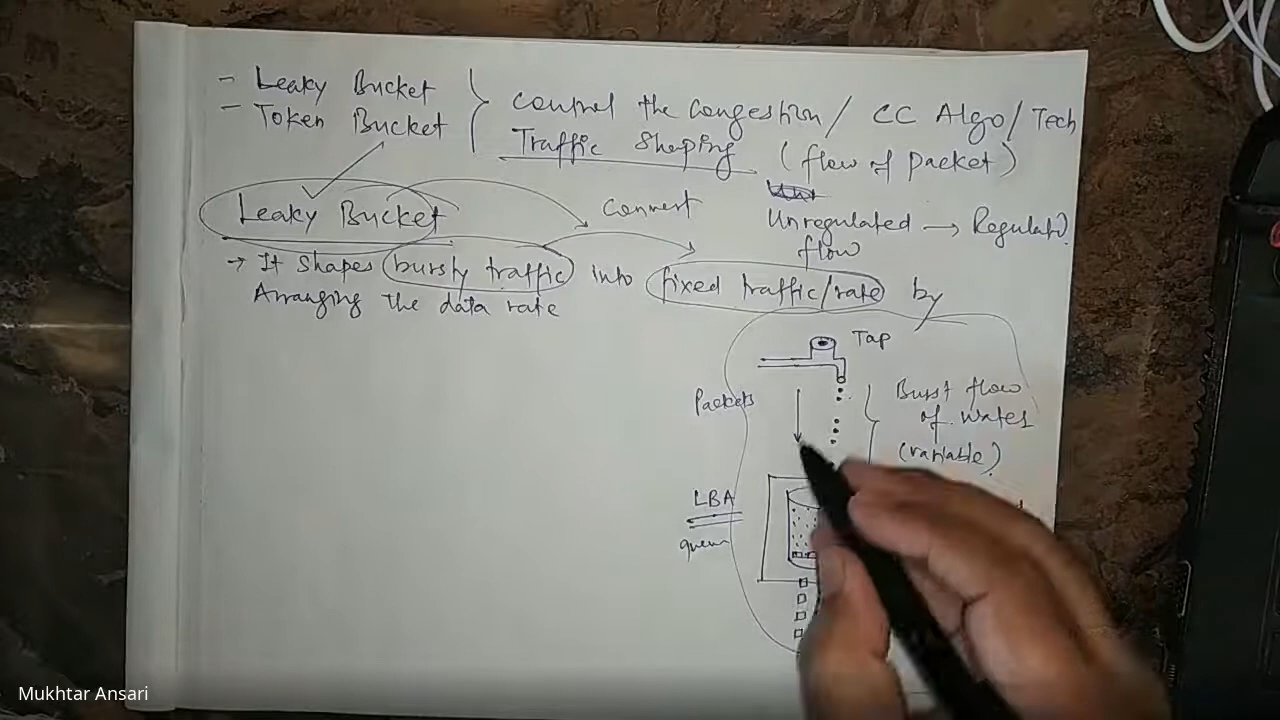 - Leaky Bucket
- Token Bucket
control the Congestion / CC Algo / Tech
Traffic Shaping (flow of packet)
Leaky Bucket
Convert
Unregulated → Regulated
flow
→ It shapes bursty traffic into fixed traffic/rate by
Arranging the data rate
Tap
Packets
Burst flow
of water
(variable)
LBA
Mukhtar Ansari